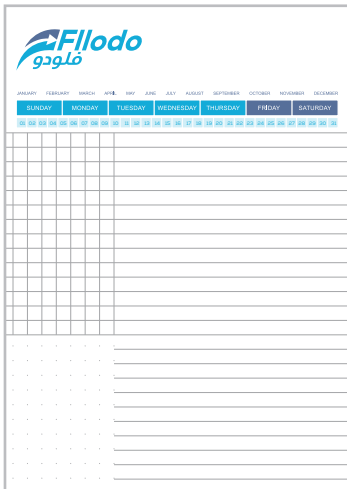 Fllodo
فلودو
JANUARY FEBRUARY MARCH APRIL MAY JUNE JULY AUGUST SEPTEMBER OCTOBER NOVEMBER DECEMBER
SUNDAY MONDAY TUESDAY WEDNESDAY THURSDAY FRIDAY SATURDAY
01 02 03 04 05 06 07 08 09 10 11 12 13 14 15 16 17 18 19 20 21 22 23 24 25 26 27 28 29 30 31